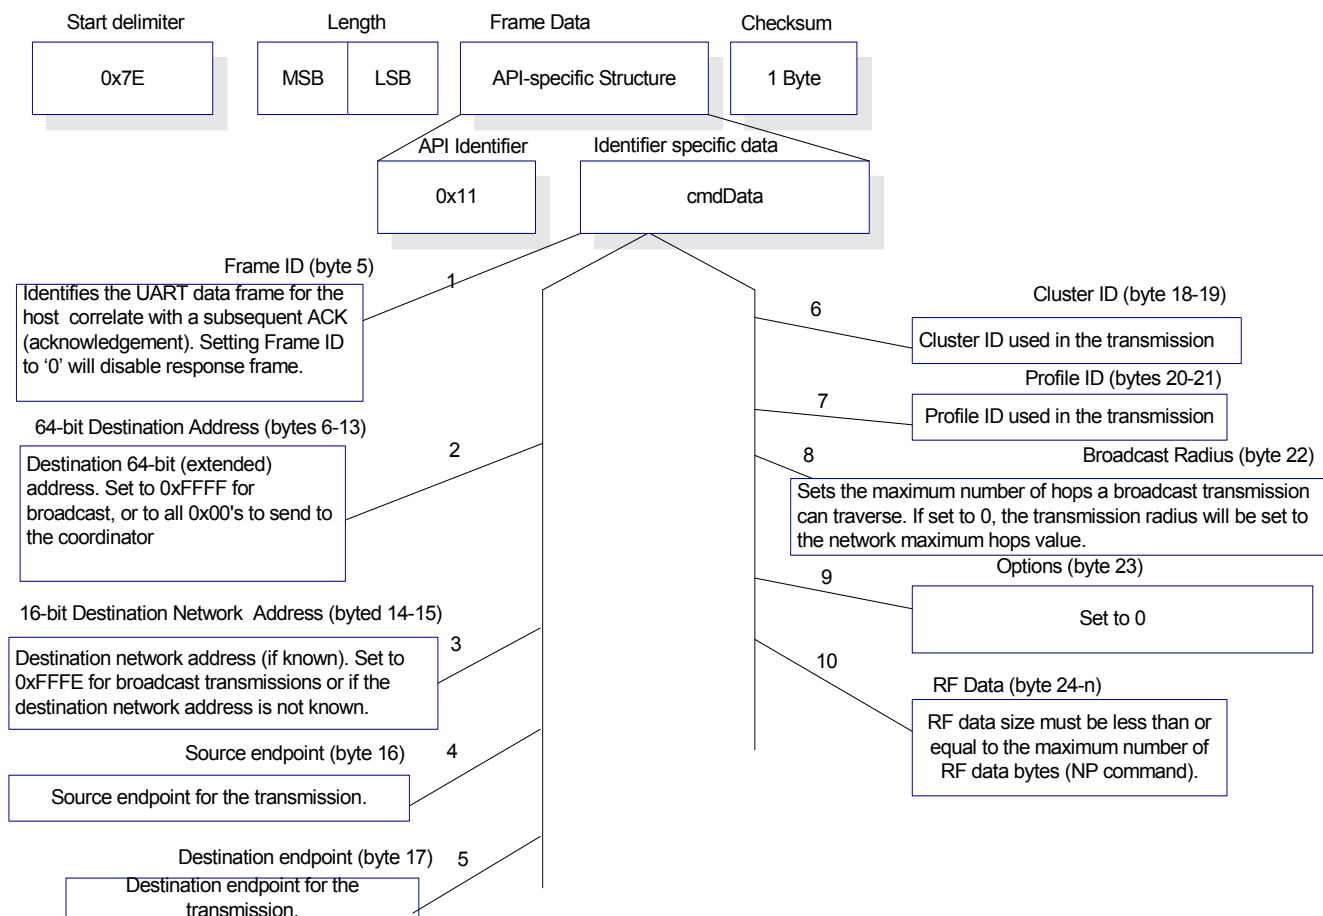 Start delimiter
Length
Frame Data
Checksum
0x7E
MSB
LSB
API-specific Structure
1 Byte
API Identifier
Identifier specific data
0x11
cmdData
Frame ID (byte 5)
1
Identifies the UART data frame for the
host  correlate with a subsequent ACK
(acknowledgement). Setting Frame ID
to ‘0’ will disable response frame.
64-bit Destination Address (bytes 6-13)
2
Destination 64-bit (extended)
address. Set to 0xFFFF for
broadcast, or to all 0x00's to send to
the coordinator
16-bit Destination Network  Address (byted 14-15)
3
Destination network address (if known). Set to
0xFFFE for broadcast transmissions or if the
destination network address is not known.
Source endpoint (byte 16)
4
Source endpoint for the transmission.
Destination endpoint (byte 17)
5
Destination endpoint for the
transmission.
Cluster ID (byte 18-19)
6
Cluster ID used in the transmission
Profile ID (bytes 20-21)
7
Profile ID used in the transmission
8
Broadcast Radius (byte 22)
Sets the maximum number of hops a broadcast transmission
can traverse. If set to 0, the transmission radius will be set to
the network maximum hops value.
Options (byte 23)
9
Set to 0
10
RF Data (byte 24-n)
RF data size must be less than or
equal to the maximum number of
RF data bytes (NP command).